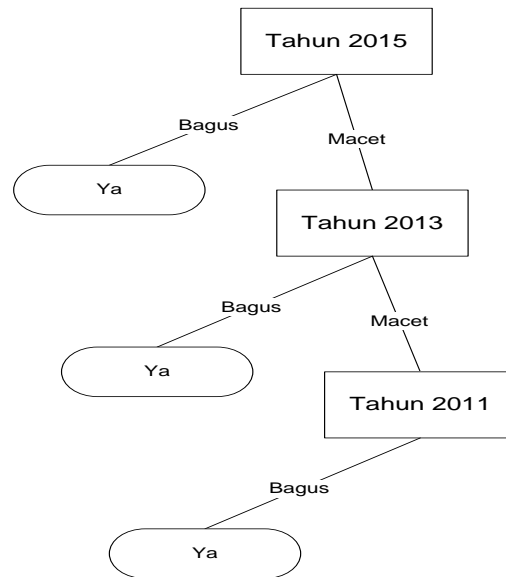 Tahun 2015
Bagus
Macet
Ya
Tahun 2013
Bagus
Macet
Ya
Tahun 2011
Bagus
Ya